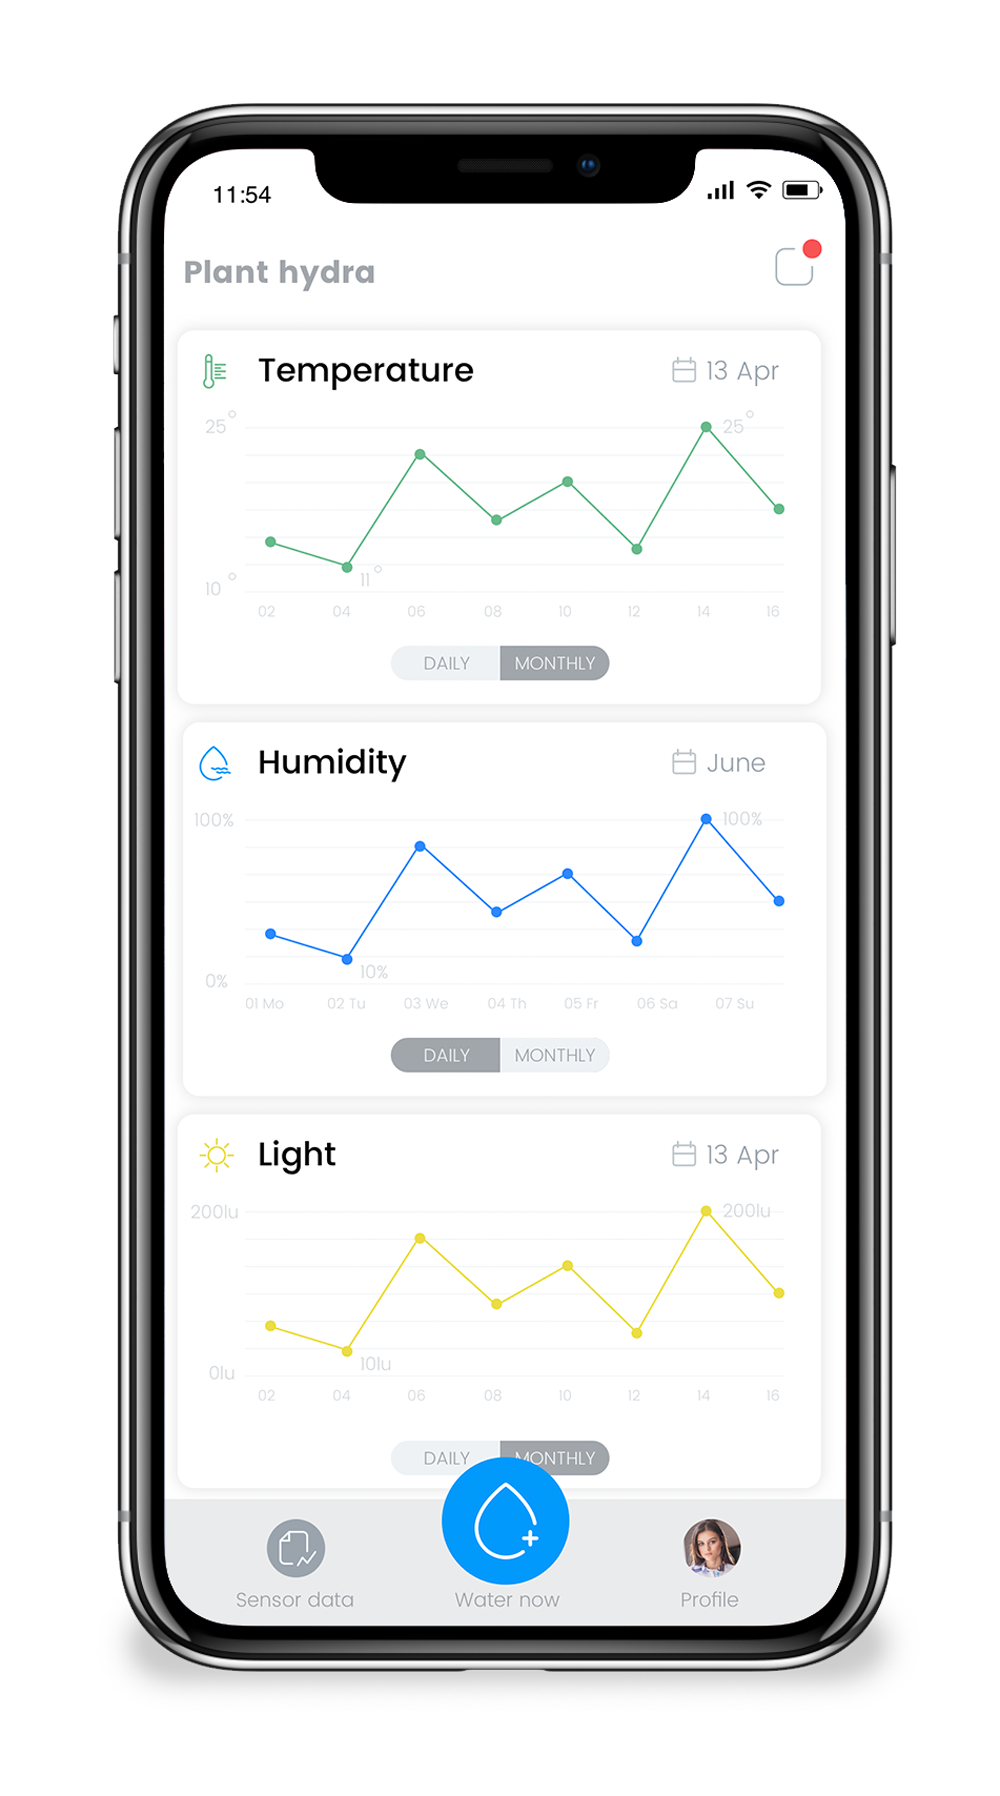 11:54
Plant hydra
Temperature 13 Apr
25° 25°
10° 11°
02 04 06 08 10 12 14 16
DAILY MONTHLY
Humidity June
100% 100%
10%
0%
01 Mo 02 Tu 03 We 04 Th 05 Fr 06 Sa 07 Su
DAILY MONTHLY
Light 13 Apr
200lu 200lu
10lu
0lu
02 04 06 08 10 12 14 16
DAILY MONTHLY
Sensor data Water now Profile